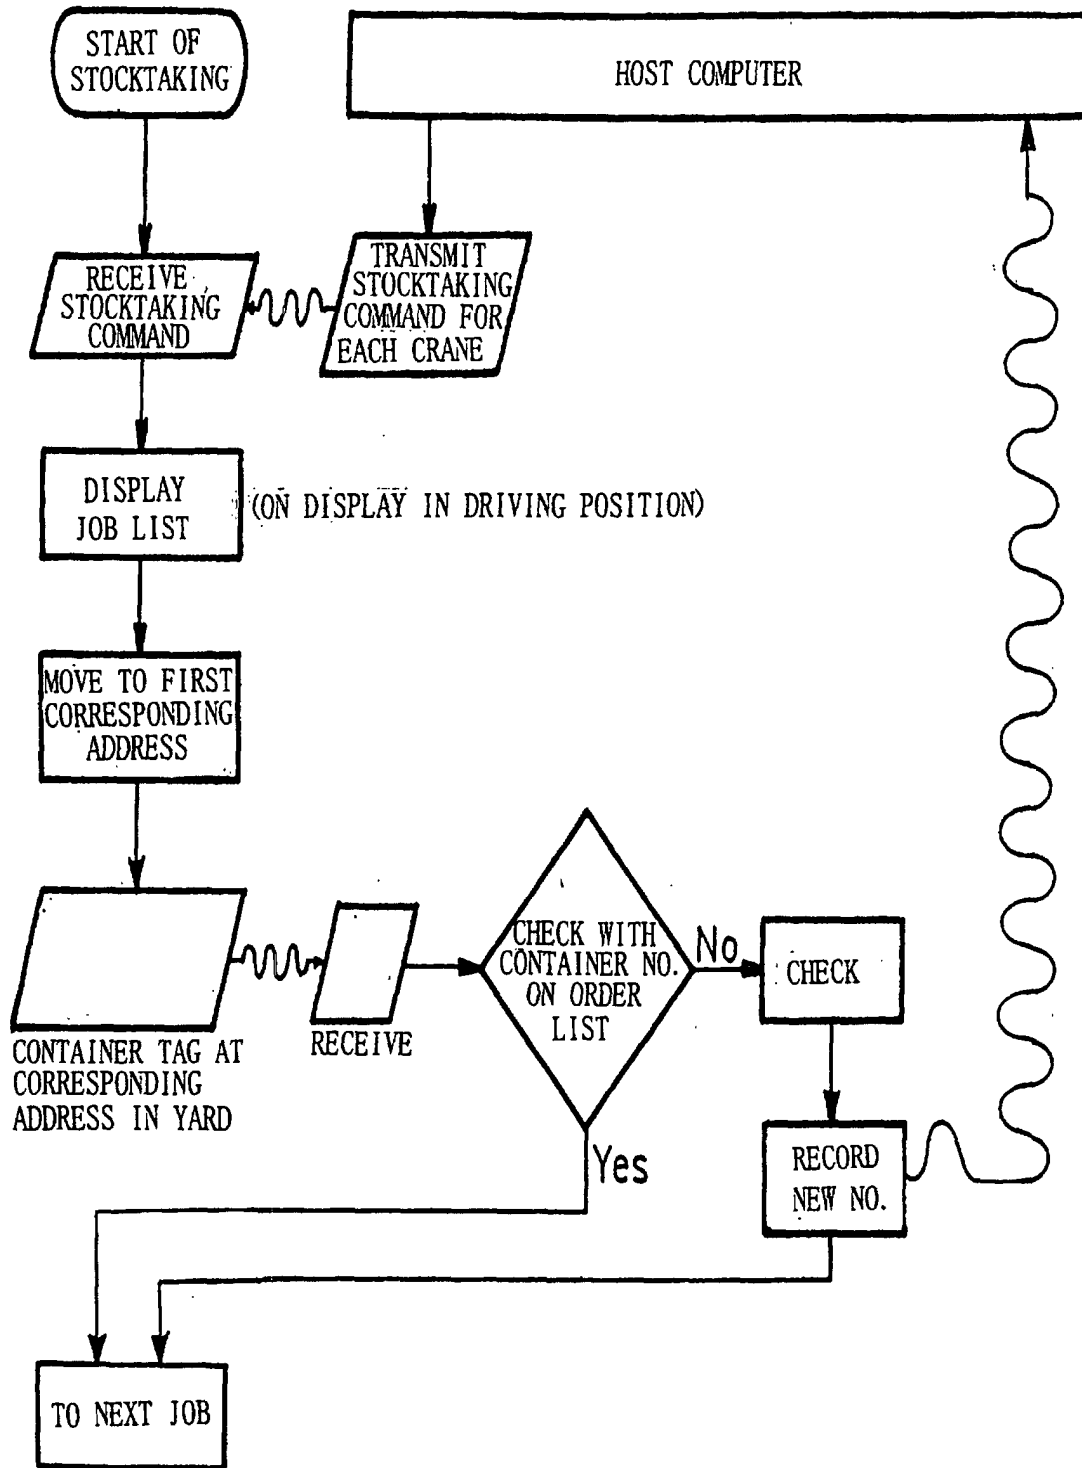 START OF
STOCKTAKING
HOST COMPUTER
RECEIVE
STOCKTAKING
COMMAND
TRANSMIT
STOCKTAKING
COMMAND FOR
EACH CRANE
DISPLAY
JOB LIST
(ON DISPLAY IN DRIVING POSITION)
MOVE TO FIRST
CORRESPONDING
ADDRESS
CONTAINER TAG AT
CORRESPONDING
ADDRESS IN YARD
RECEIVE
CHECK WITH
CONTAINER NO.
ON ORDER
LIST
No
CHECK
Yes
RECORD
NEW NO.
TO NEXT JOB